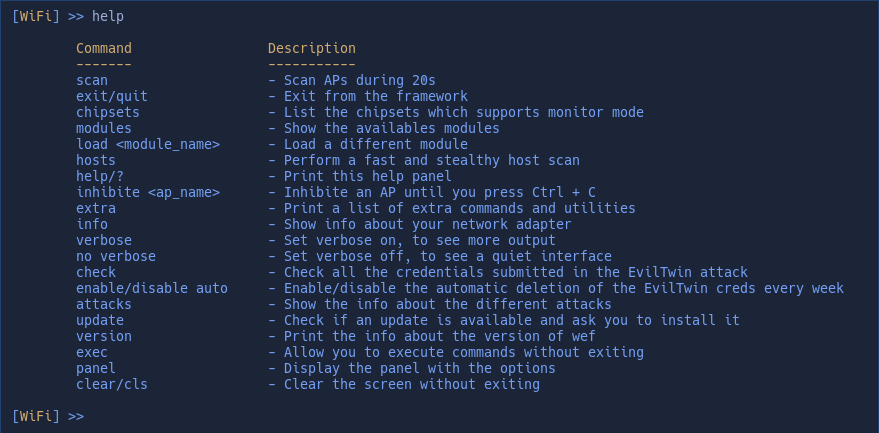 [WiFi] >> help
Command Description
------- -----------
scan - Scan APs during 20s
exit/quit - Exit from the framework
chipsets - List the chipsets which supports monitor mode
modules - Show the availables modules
load <module_name> - Load a different module
hosts - Perform a fast and stealthy host scan
help/? - Print this help panel
inhibite <ap_name> - Inhibite an AP until you press Ctrl + C
extra - Print a list of extra commands and utilities
info - Show info about your network adapter
verbose - Set verbose on, to see more output
no verbose - Set verbose off, to see a quiet interface
check - Check all the credentials submitted in the EvilTwin attack
enable/disable auto - Enable/disable the automatic deletion of the EvilTwin creds every week
attacks - Show the info about the different attacks
update - Check if an update is available and ask you to install it
version - Print the info about the version of wef
exec - Allow you to execute commands without exiting
panel - Display the panel with the options
clear/cls - Clear the screen without exiting
[WiFi] >>